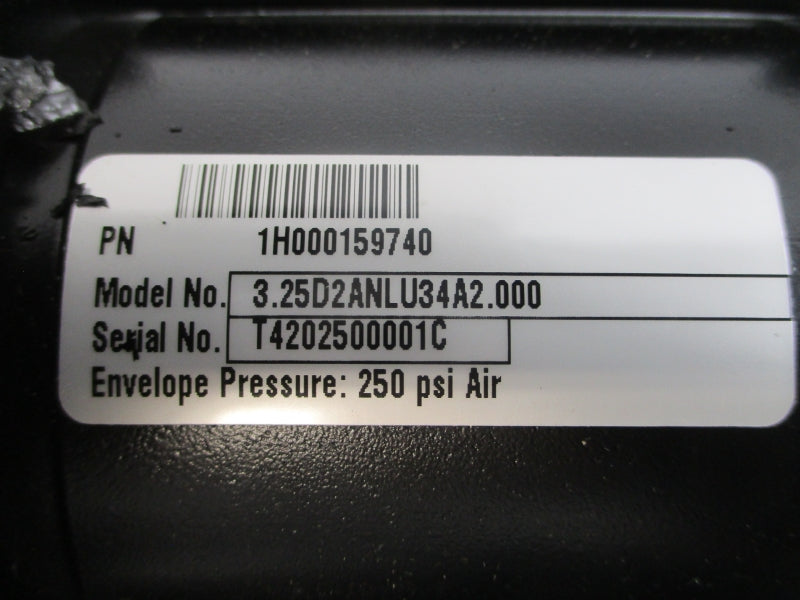 PN 1H000159740
Model No. 3.25D2ANLU34A2.000
Serial No. T4202500001C
Envelope Pressure: 250 psi Air